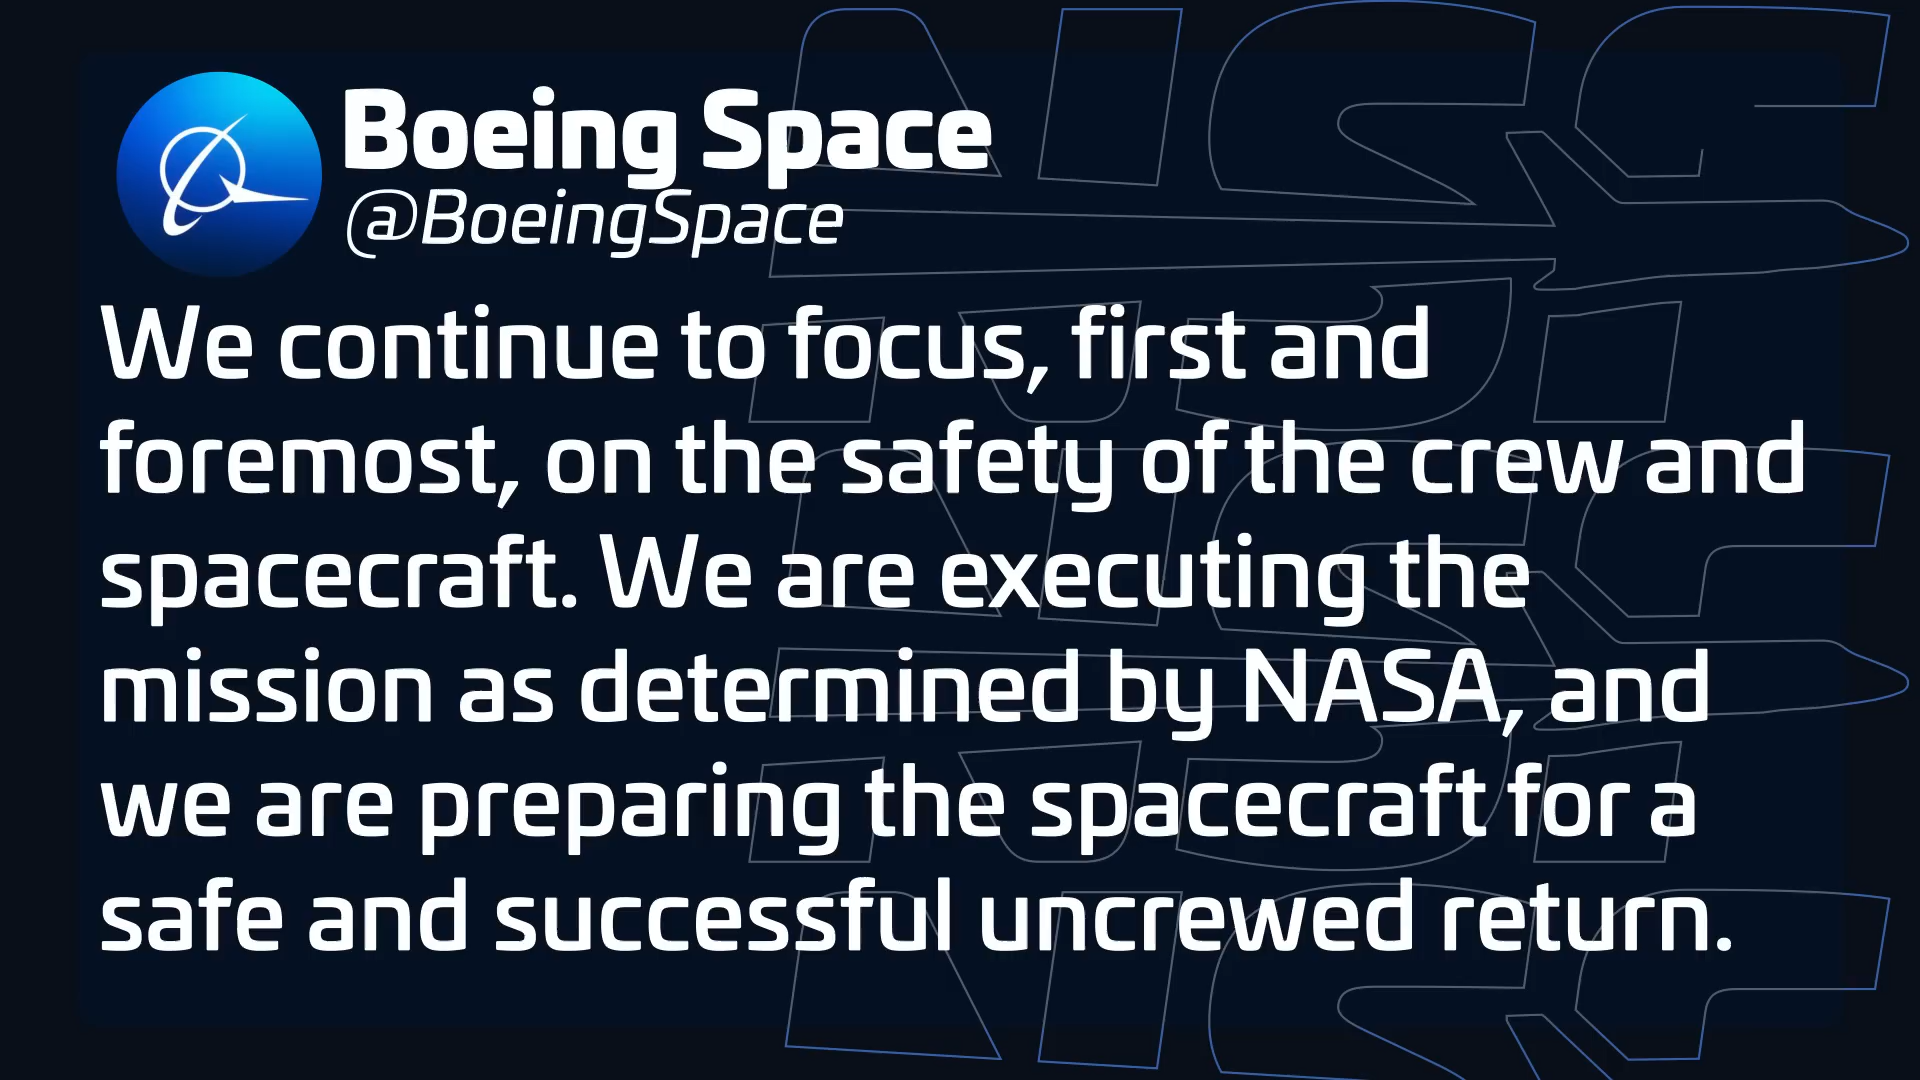 Boeing Space
@BoeingSpace
We continue to focus, first and
foremost, on the safety of the crew and
spacecraft. We are executing the
mission as determined by NASA, and
we are preparing the spacecraft for a
safe and successful uncrewed return.